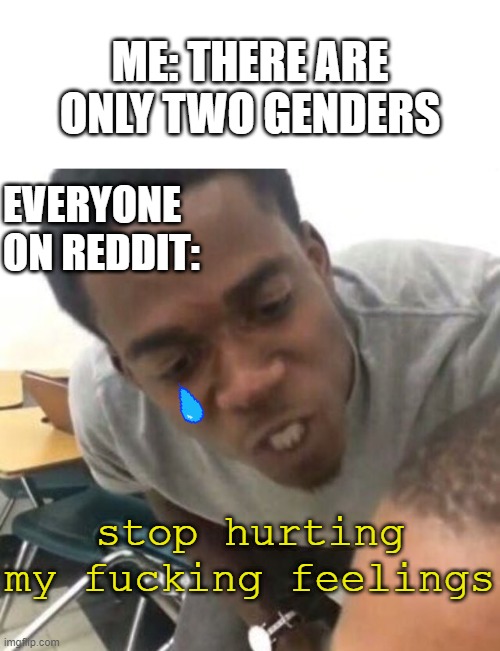 ME: THERE ARE
ONLY TWO GENDERS
EVERYONE
ON REDDIT:
stop hurting
my fucking feelings
imgflip.com